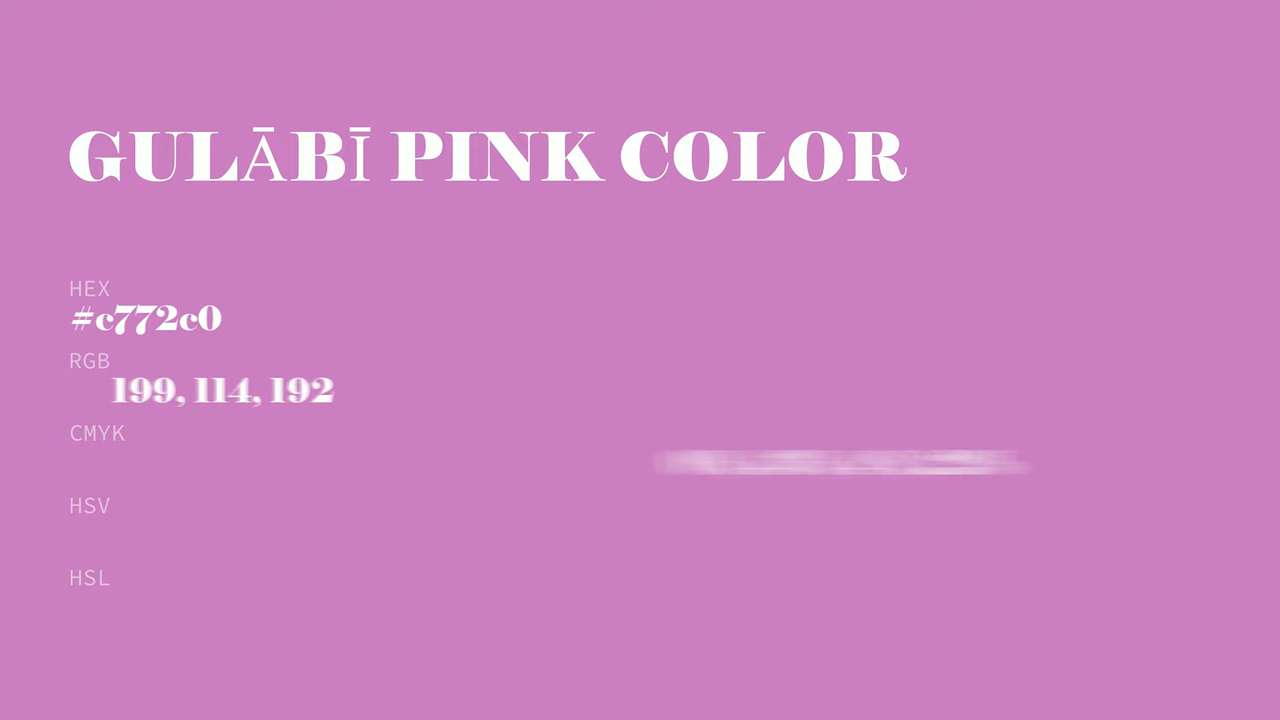 GULĀBĪ PINK COLOR
HEX
#c772c0
RGB
199, 114, 192
CMYK
HSV
HSL